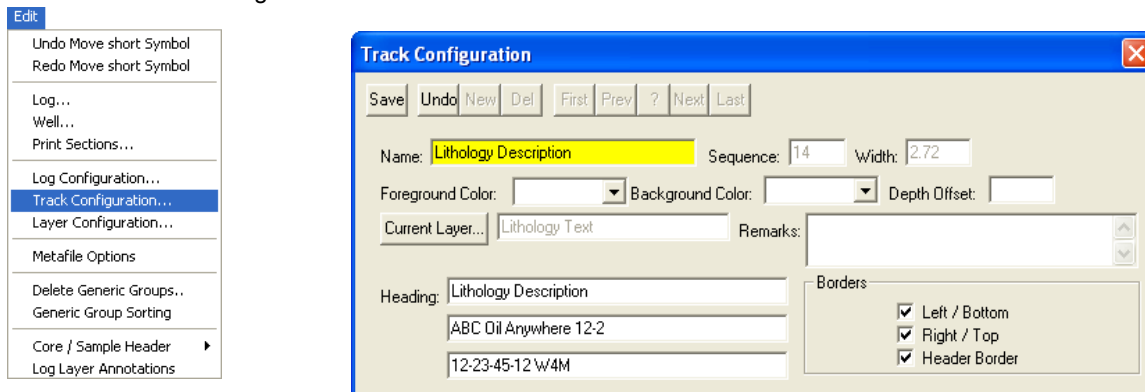 Edit
Undo Move short Symbol
Redo Move short Symbol
Log...
Well...
Print Sections...
Log Configuration...
Track Configuration...
Layer Configuration...
Metafile Options
Delete Generic Groups..
Generic Group Sorting
Core / Sample Header
Log Layer Annotations
Track Configuration
Save Undo New Del First Prev ? Next Last
Name: Lithology Description Sequence: 14 Width: 2.72
Foreground Color: Background Color: Depth Offset:
Current Layer... Lithology Text Remarks:
Heading: Lithology Description
ABC Oil Anywhere 12-2
12-23-45-12 W4M
Borders
Left / Bottom
Right / Top
Header Border